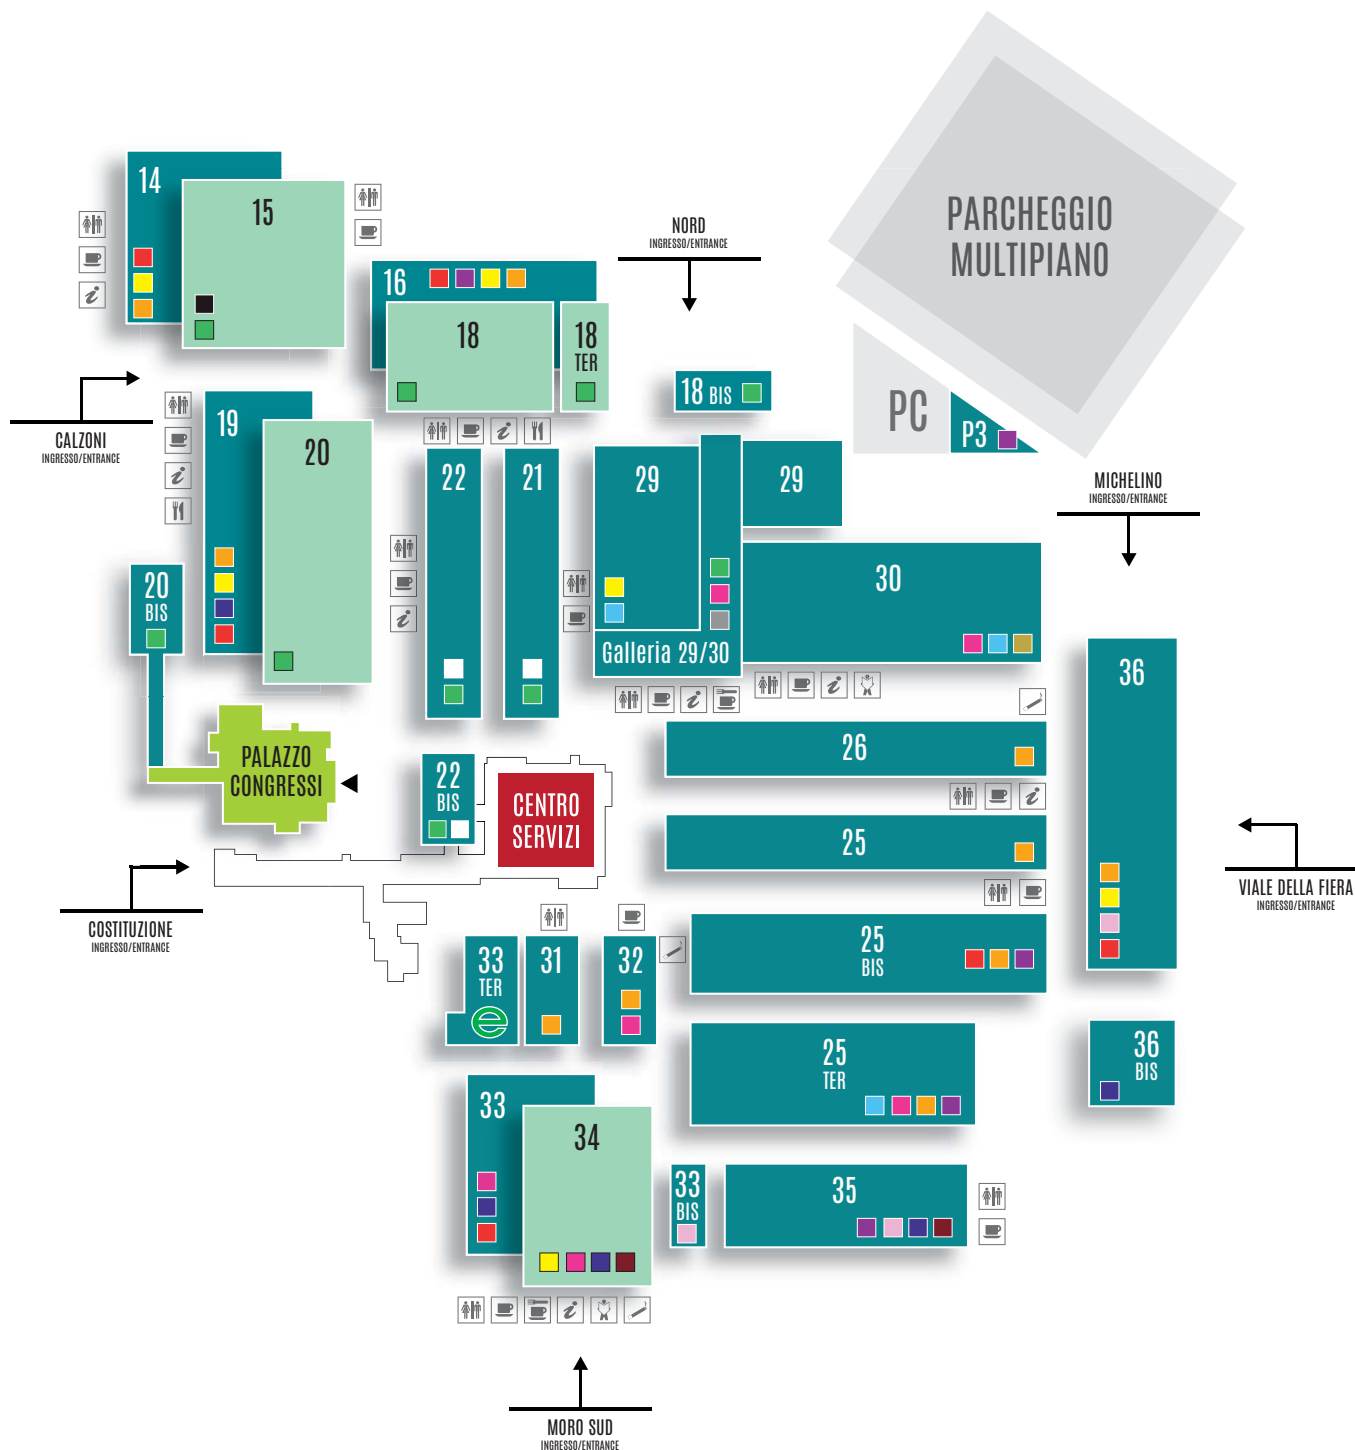 PARCHEGGIO
MULTIPIANO
14
15
NORD
INGRESSO/ENTRANCE
16
18
18
TER
18 BIS
PC
P3
CALZONI
INGRESSO/ENTRANCE
19
20
22
21
29
29
MICHELINO
INGRESSO/ENTRANCE
20
BIS
30
Galleria 29/30
36
PALAZZO
CONGRESSI
26
22
BIS
CENTRO
SERVIZI
25
VIALE DELLA FIERA
INGRESSO/ENTRANCE
COSTITUZIONE
INGRESSO/ENTRANCE
33
TER
e
31
32
25
BIS
25
TER
36
BIS
33
34
33
BIS
35
MORO SUD
INGRESSO/ENTRANCE